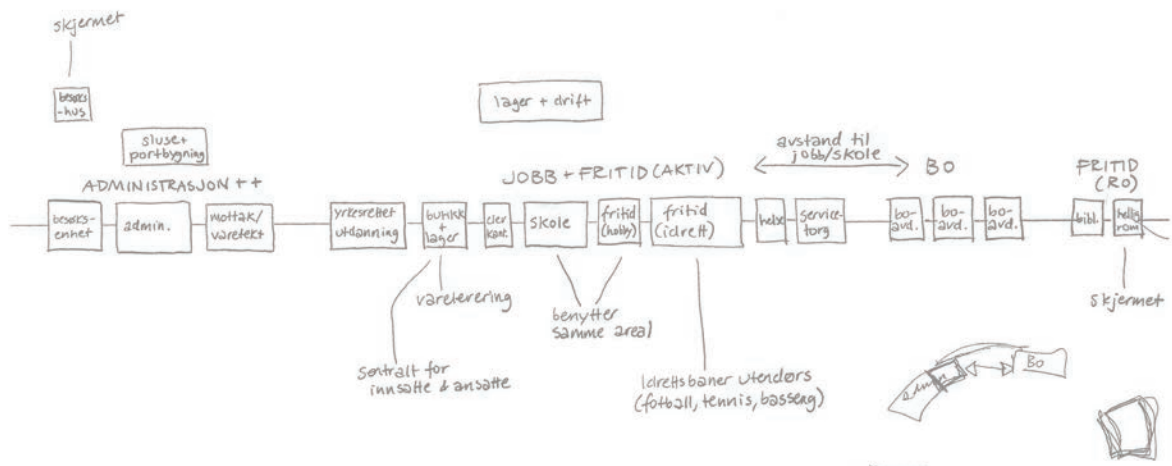 skjermet
besøks
-hus
lager + drift
sluse +
portbygning
avstand til
jobb/skole
ADMINISTRASJON ++
JOBB + FRITID (AKTIV)
BO
FRITID
(RO)
besøks-
enhet
admin.
mottak/
varetekt
yrkesrettet
utdanning
butikk
+
lager
skole
fritid
(hobby)
fritid
(idrett)
helse
service-
torg
bo-
avd.
bo-
avd.
bo-
avd.
bibl.
hellig
rom
varelevering
benytter
samme areal
skjermet
sentralt for
innsatte & ansatte
Idrettsbaner utendørs
(fotball, tennis, basseng)
BO